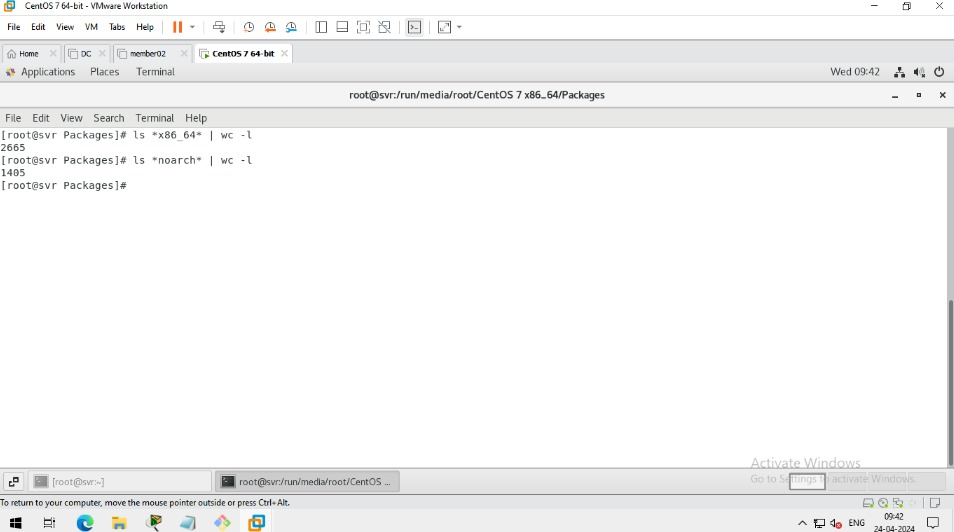 CentOS 7 64-bit - VMware Workstation
File Edit View VM Tabs Help
Home DC member02 CentOS 7 64-bit
Applications Places Terminal Wed 09:42
root@svr:/run/media/root/CentOS 7 x86_64/Packages
File Edit View Search Terminal Help
[root@svr Packages]# ls *x86_64* | wc -l
2665
[root@svr Packages]# ls *noarch* | wc -l
1405
[root@svr Packages]#
Activate Windows
Go to Settings to activate Windows.
[root@svr:~] root@svr:/run/media/root/CentOS ...
To return to your computer, move the mouse pointer outside or press Ctrl+Alt.
ENG 09:42
24-04-2024